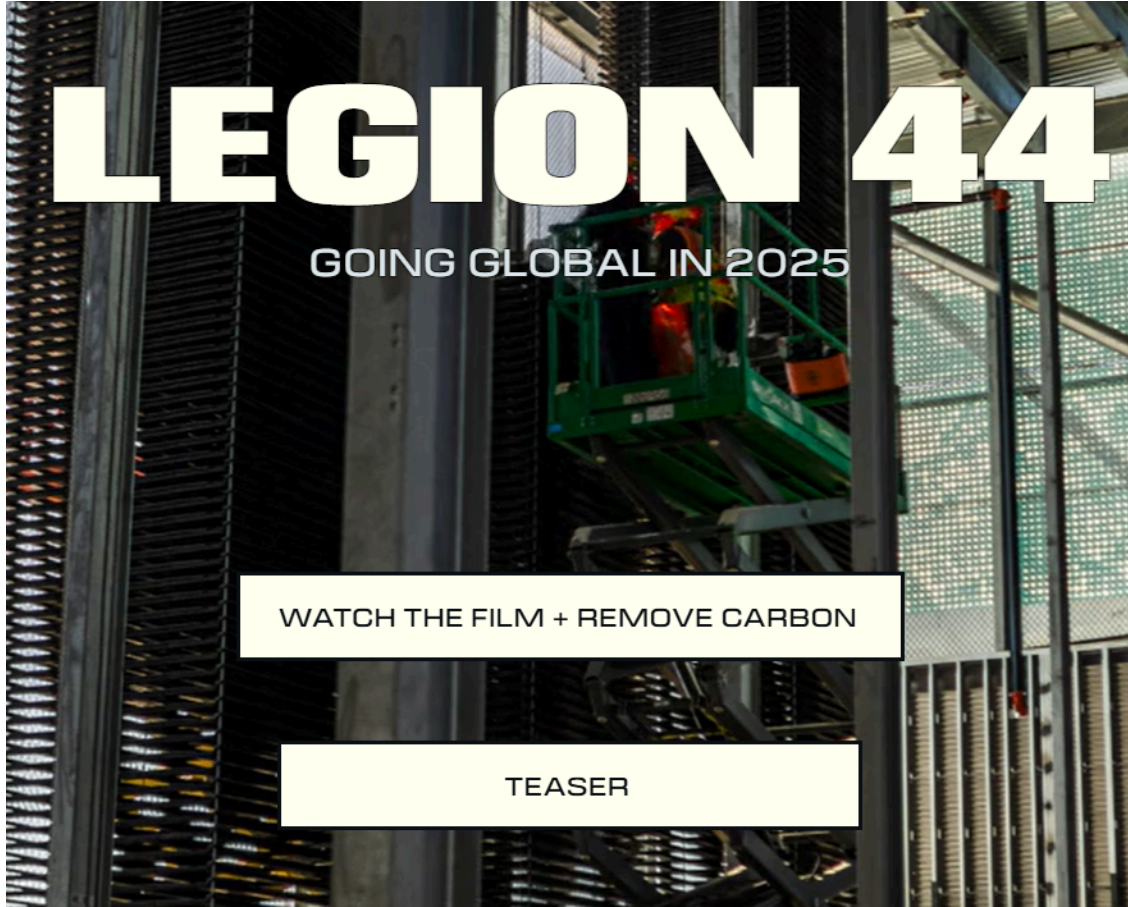 LEGION 44
GOING GLOBAL IN 2025
WATCH THE FILM + REMOVE CARBON
TEASER